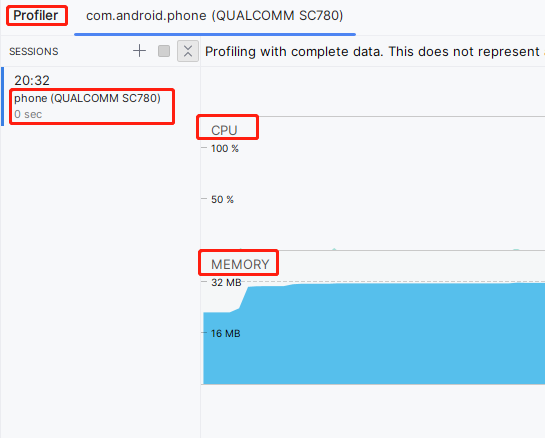 Profiler com.android.phone (QUALCOMM SC780)
SESSIONS
Profiling with complete data. This does not represent
20:32
phone (QUALCOMM SC780)
0 sec
CPU
100 %
50 %
MEMORY
32 MB
16 MB